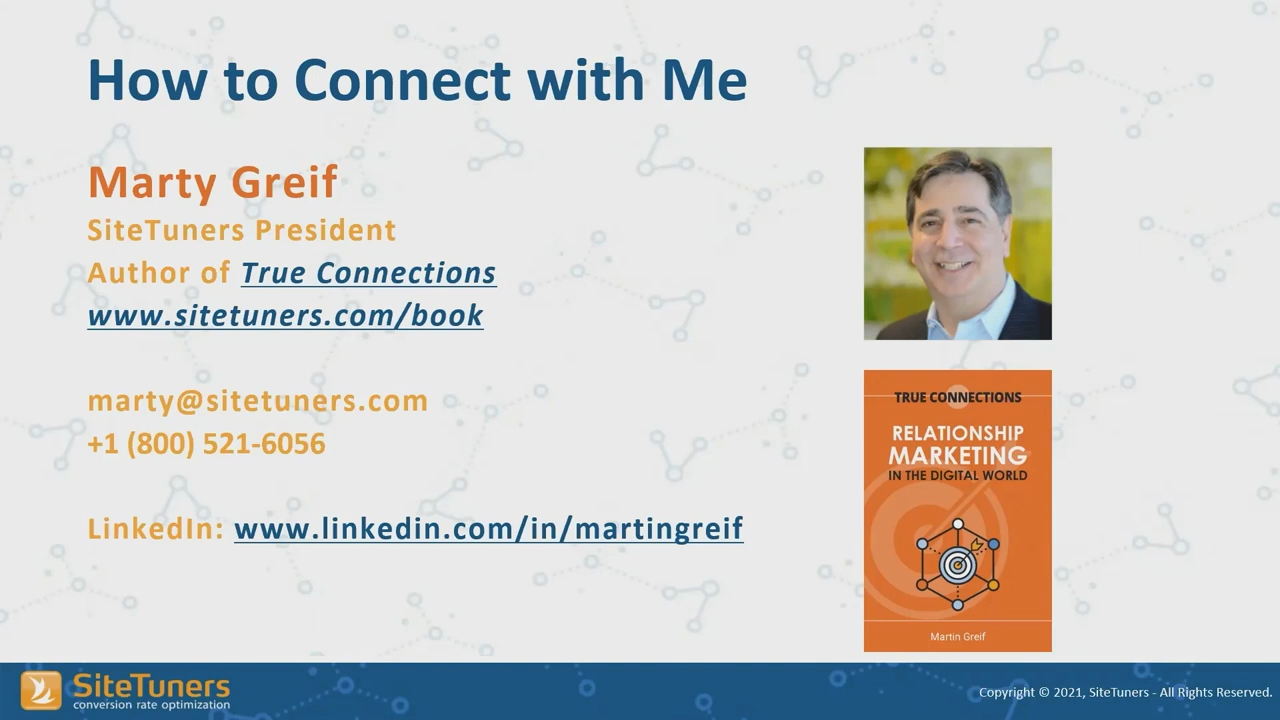 How to Connect with Me
Marty Greif
SiteTuners President
Author of True Connections
www.sitetuners.com/book
marty@sitetuners.com
+1 (800) 521-6056
LinkedIn: www.linkedin.com/in/martingreif
TRUE CONNECTIONS
RELATIONSHIP
MARKETING
IN THE DIGITAL WORLD
Martin Greif
SiteTuners
conversion rate optimization
Copyright © 2021, SiteTuners - All Rights Reserved.